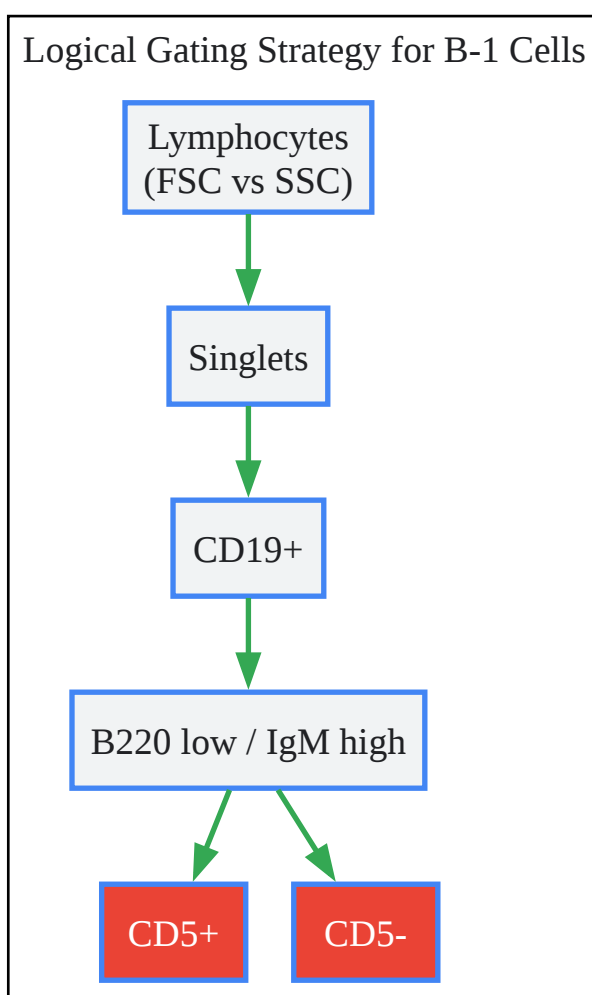 Logical Gating Strategy for B-1 Cells
Lymphocytes
(FSC vs SSC)
Singlets
CD19+
B220 low / IgM high
CD5+
CD5-